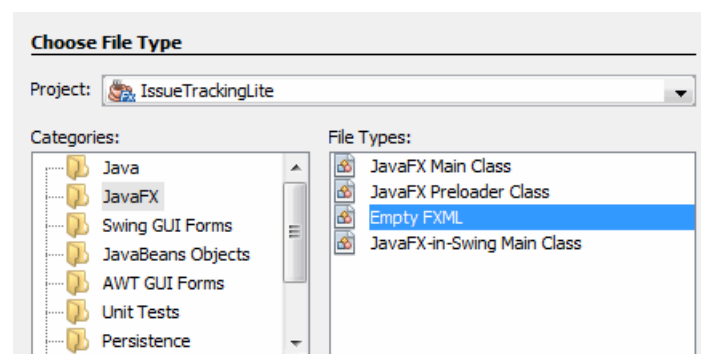 Choose File Type
Project: IssueTrackingLite
Categories:
Java
JavaFX
Swing GUI Forms
JavaBeans Objects
AWT GUI Forms
Unit Tests
Persistence
File Types:
JavaFX Main Class
JavaFX Preloader Class
Empty FXML
JavaFX-in-Swing Main Class